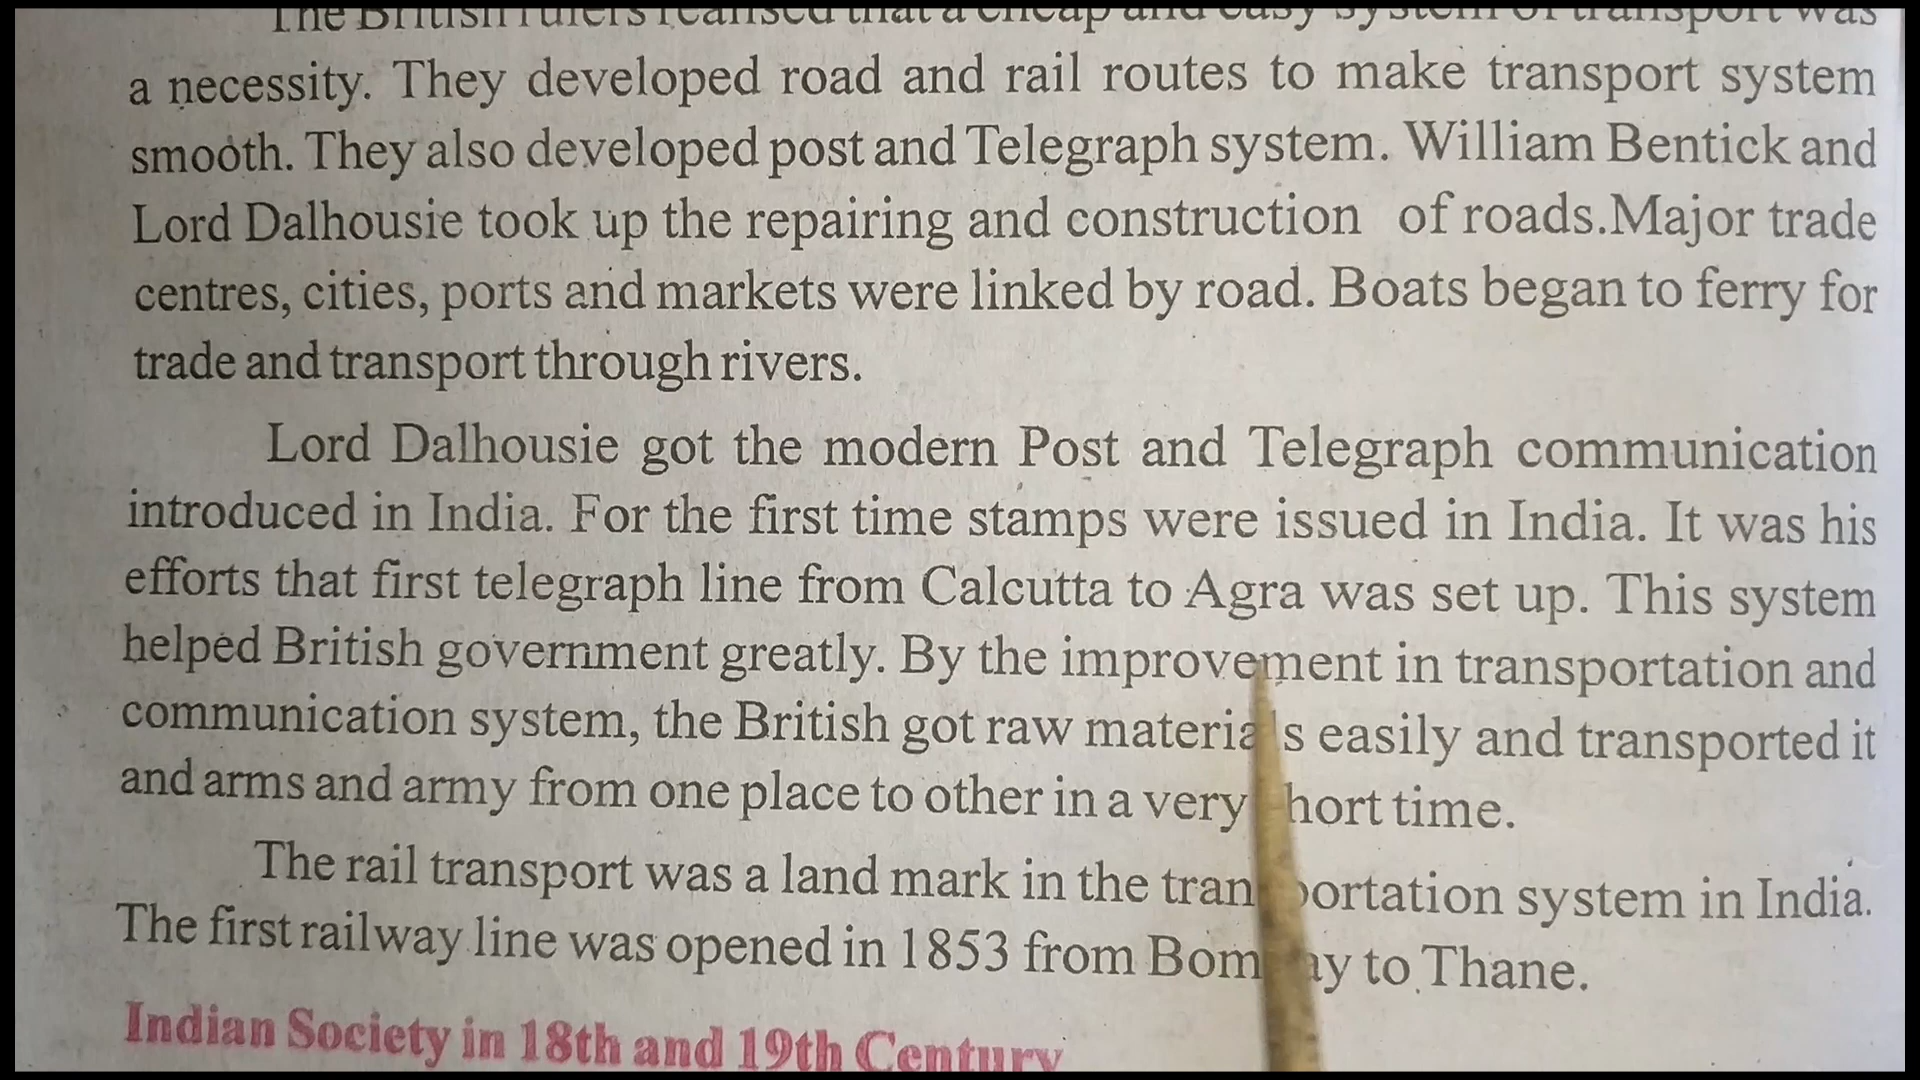 The British rulers realised that a cheap and easy system of transport was
a necessity. They developed road and rail routes to make transport system
smooth. They also developed post and Telegraph system. William Bentick and
Lord Dalhousie took up the repairing and construction of roads.Major trade
centres, cities, ports and markets were linked by road. Boats began to ferry for
trade and transport through rivers.
Lord Dalhousie got the modern Post and Telegraph communication
introduced in India. For the first time stamps were issued in India. It was his
efforts that first telegraph line from Calcutta to Agra was set up. This system
helped British government greatly. By the improvement in transportation and
communication system, the British got raw materials easily and transported it
and arms and army from one place to other in a very short time.
The rail transport was a land mark in the transportation system in India.
The first railway line was opened in 1853 from Bombay to Thane.
Indian Society in 18th and 19th Century